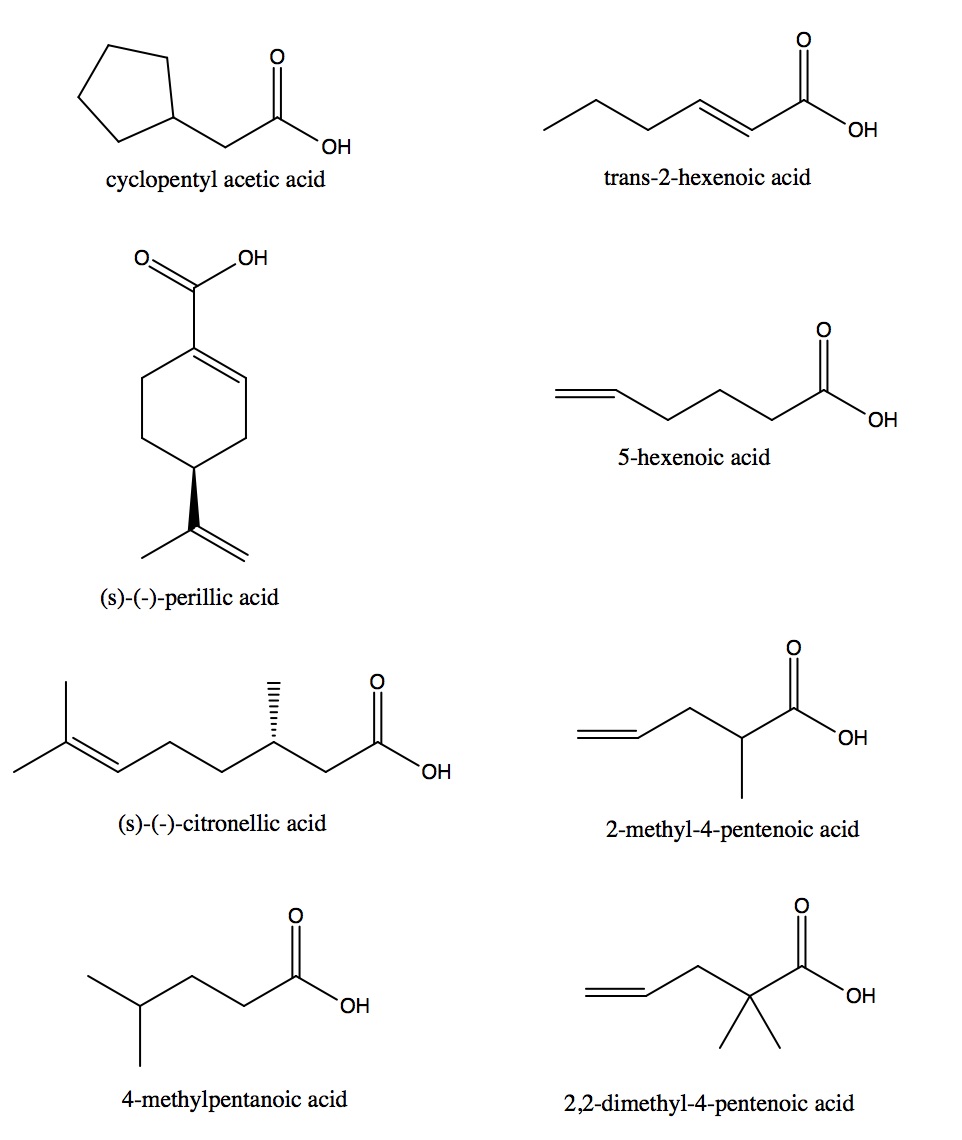 O
OH
cyclopentyl acetic acid
O
OH
trans-2-hexenoic acid
O
OH
(s)-(-)-perillic acid
O
OH
5-hexenoic acid
O
OH
(s)-(-)-citronellic acid
O
OH
2-methyl-4-pentenoic acid
O
OH
4-methylpentanoic acid
O
OH
2,2-dimethyl-4-pentenoic acid